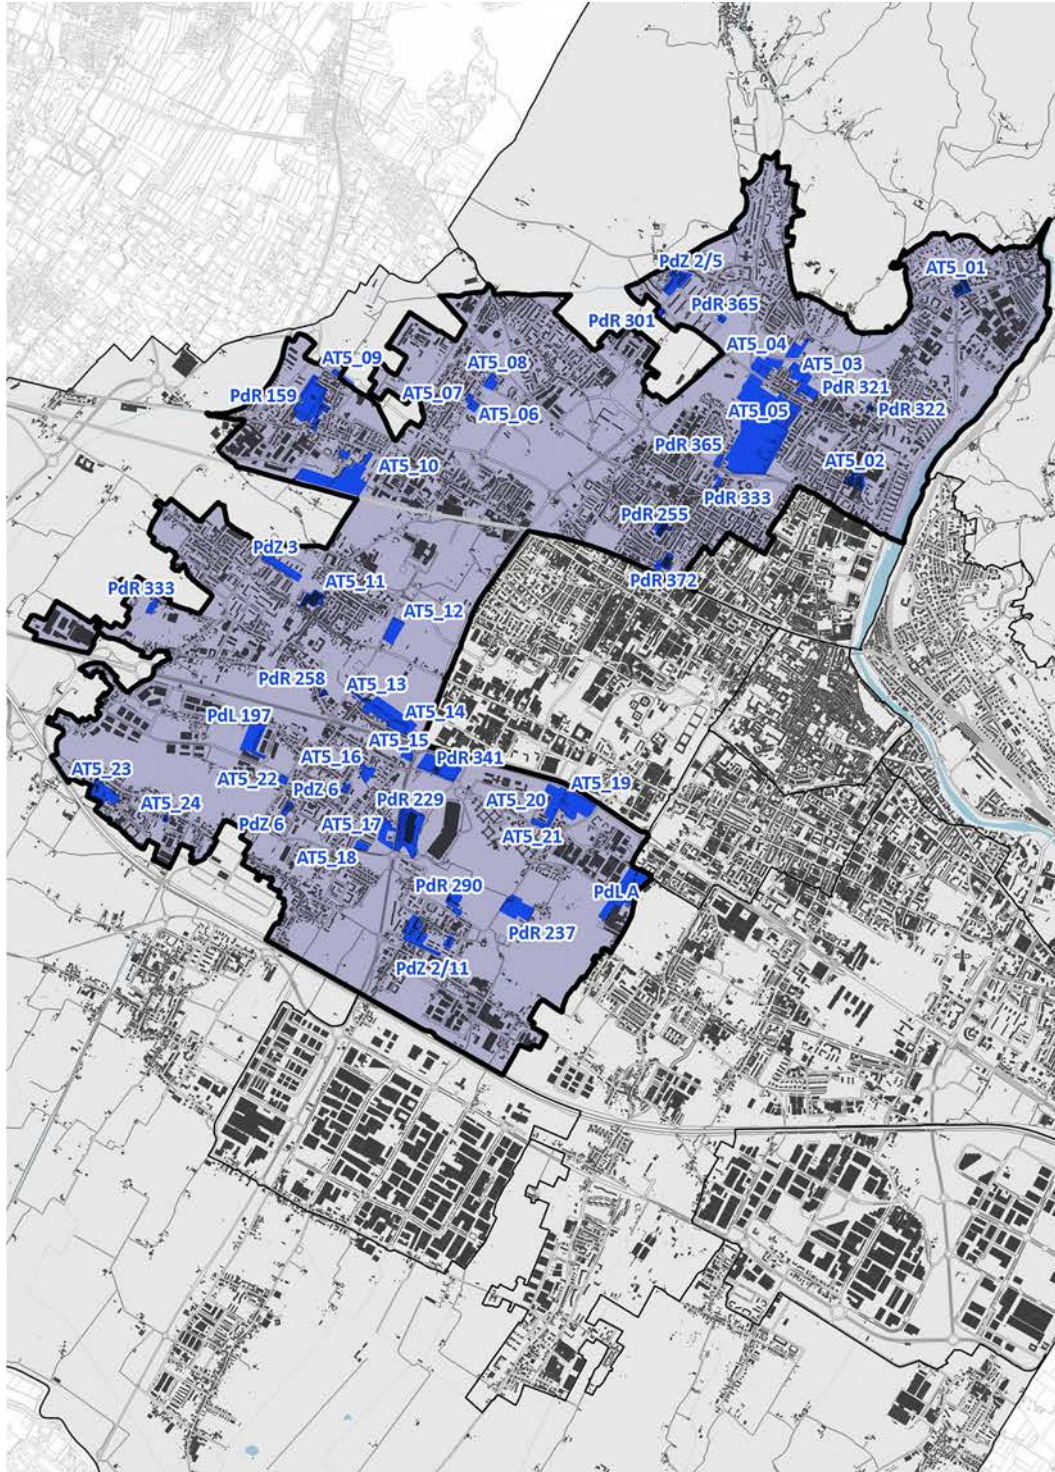 AT5_01
PdZ 2/5
PdR 365
PdR 301
AT5_04
AT5_03
AT5_09
AT5_08
PdR 159
AT5_07
PdR 321
AT5_06
AT5_05
PdR 322
PdR 365
AT5_02
AT5_10
PdR 333
PdR 255
PdZ 3
PdR 372
AT5_11
PdR 333
AT5_12
PdR 258
AT5_13
AT5_14
PdL 197
AT5_15
PdR 341
AT5_16
AT5_22
AT5_23
PdZ 6
AT5_19
AT5_20
AT5_24
PdR 229
PdZ 6
AT5_17
AT5_21
AT5_18
PdR 290
PdL A
PdR 237
PdZ 2/11